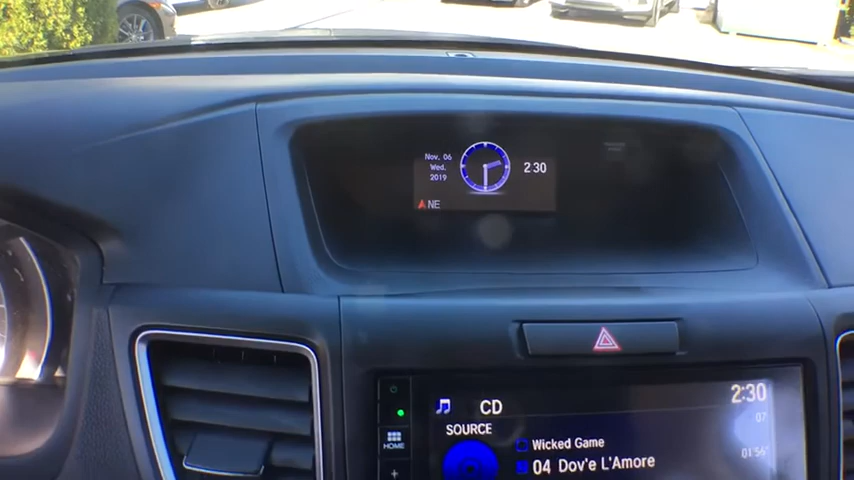 Nov. 06
Wed.
2019
2:30
NE
CD
2:30
SOURCE
07
HOME
Wicked Game
01:56"
04 Dov'e L'Amore